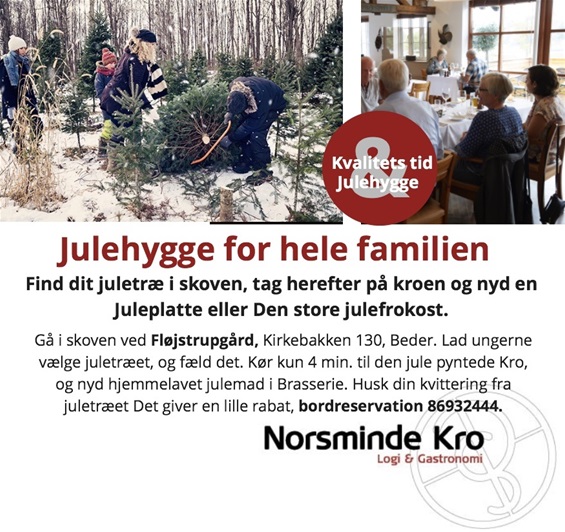 &
Kvalitets tid
Julehygge
Julehygge for hele familien
Find dit juletræ i skoven, tag herefter på kroen og nyd en
Juleplatte eller Den store julefrokost.
Gå i skoven ved Fløjstrupgård, Kirkebakken 130, Beder. Lad ungerne
vælge juletræet, og fæld det. Kør kun 4 min. til den jule pyntede Kro,
og nyd hjemmelavet julemad i Brasserie. Husk din kvittering fra
juletræet Det giver en lille rabat, bordreservation 86932444.
Norsminde Kro
Logi & Gastronomi